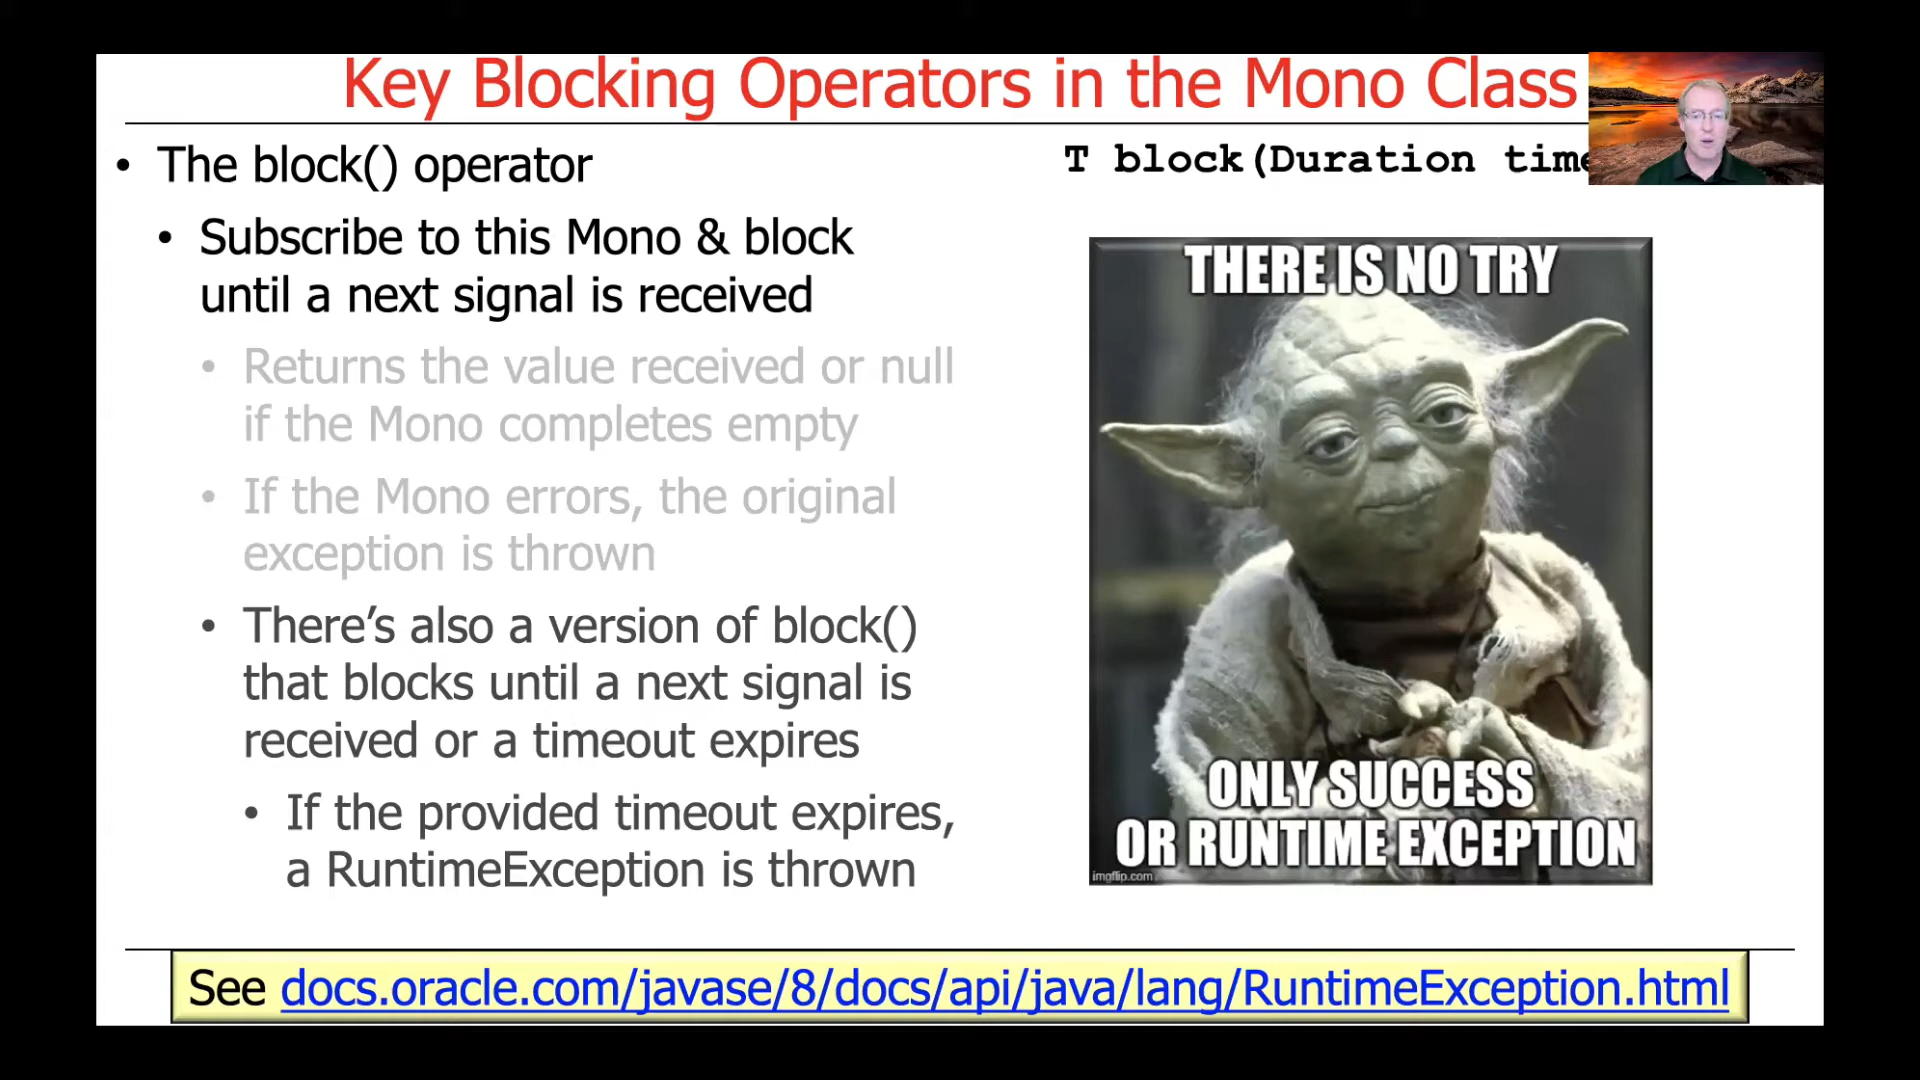 Key Blocking Operators in the Mono Class
• The block() operator
T block(Duration
• Subscribe to this Mono & block
until a next signal is received
• Returns the value received or null
if the Mono completes empty
• If the Mono errors, the original
exception is thrown
• There’s also a version of block()
that blocks until a next signal is
received or a timeout expires
• If the provided timeout expires,
a RuntimeException is thrown
THERE IS NO TRY
ONLY SUCCESS
OR RUNTIME EXCEPTION
imgflip.com
See docs.oracle.com/javase/8/docs/api/java/lang/RuntimeException.html